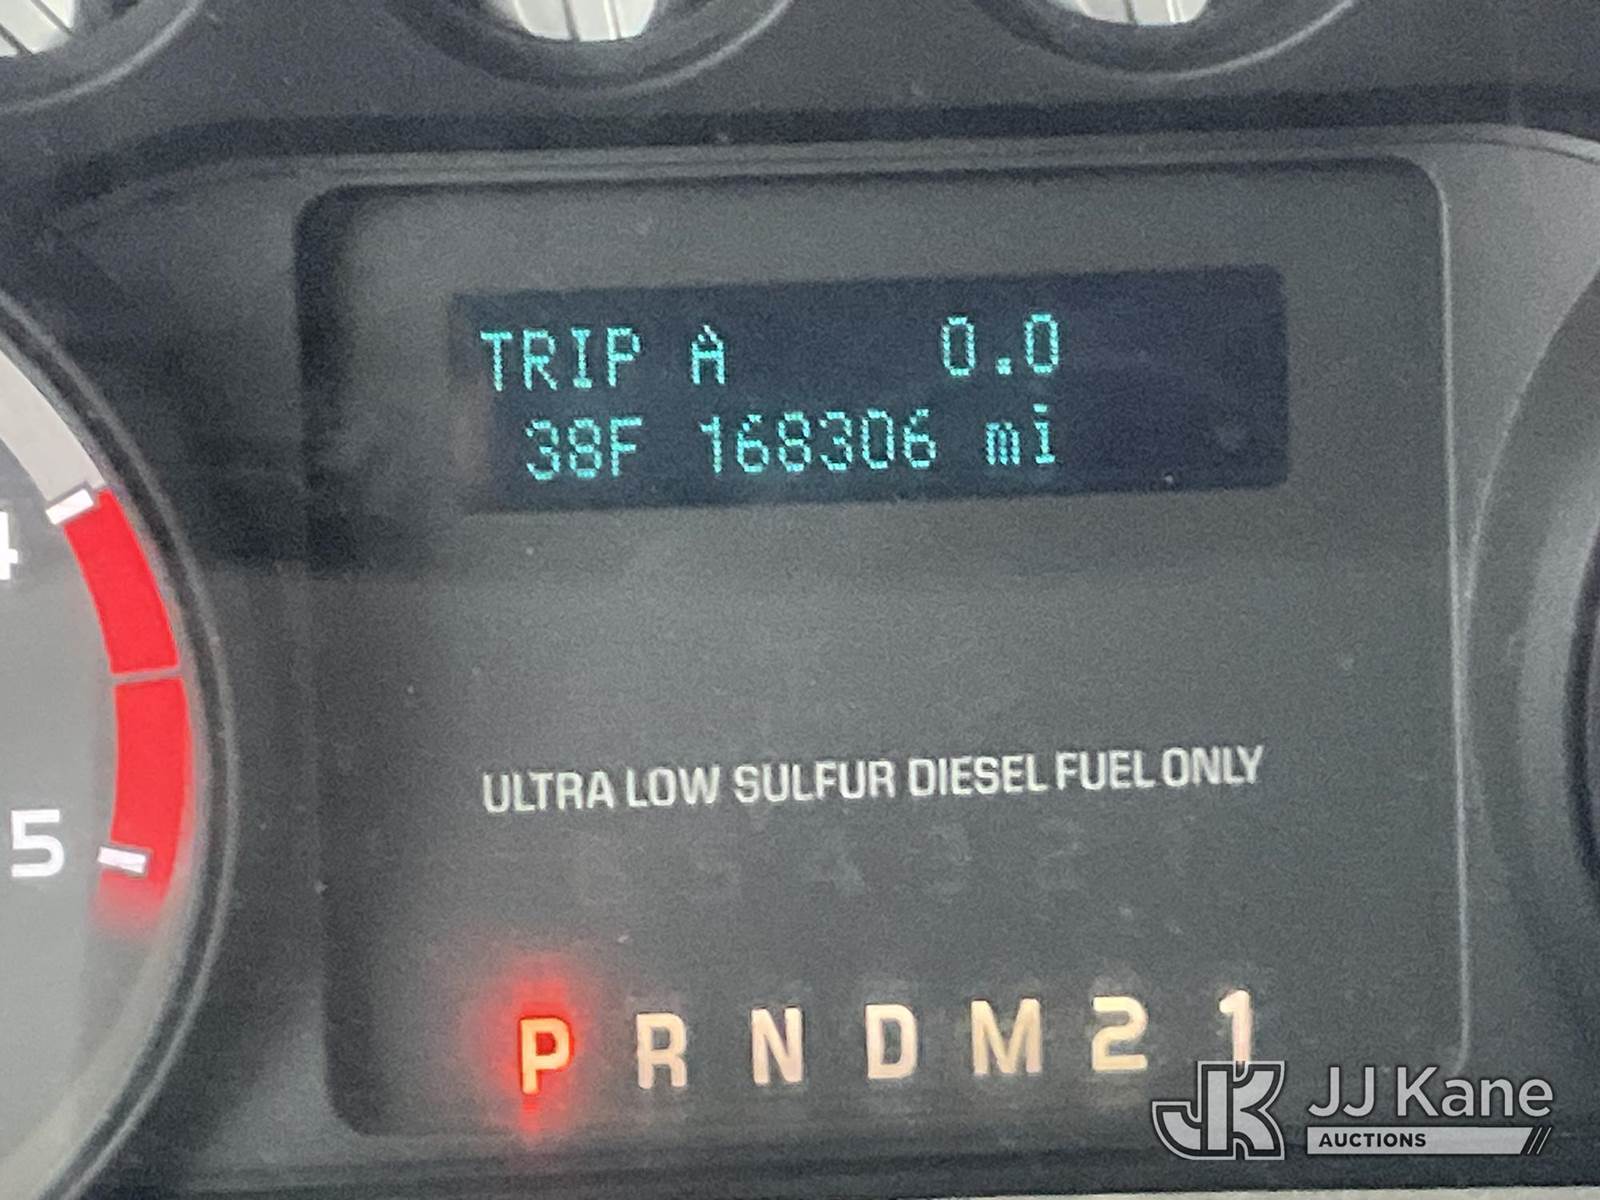 TRIP A 0.0
38F 168306 mi
4
ULTRA LOW SULFUR DIESEL FUEL ONLY
5
P R N D M 2 1
JK JJ Kane
AUCTIONS